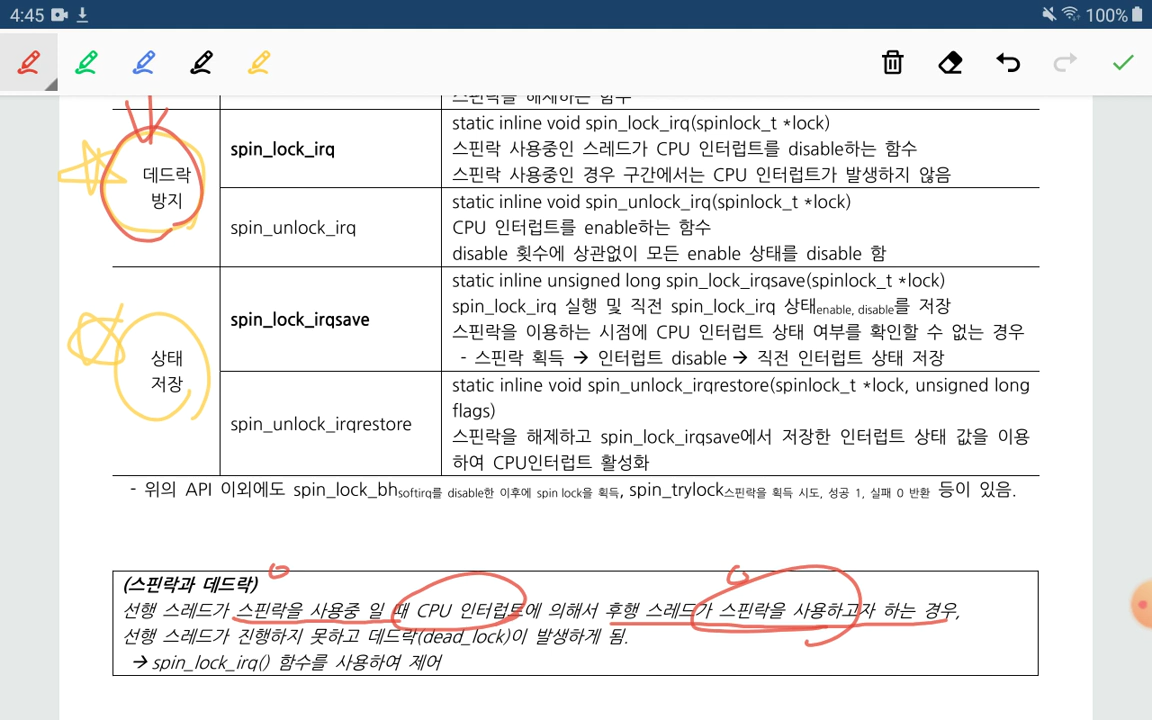 4:45 100%
스핀락을 해제하는 함수
데드락
방지
spin_lock_irq
static inline void spin_lock_irq(spinlock_t *lock)
스핀락 사용중인 스레드가 CPU 인터럽트를 disable하는 함수
스핀락 사용중인 경우 구간에서는 CPU 인터럽트가 발생하지 않음
spin_unlock_irq
static inline void spin_unlock_irq(spinlock_t *lock)
CPU 인터럽트를 enable하는 함수
disable 횟수에 상관없이 모든 enable 상태를 disable 함
상태
저장
spin_lock_irqsave
static inline unsigned long spin_lock_irqsave(spinlock_t *lock)
spin_lock_irq 실행 및 직전 spin_lock_irq 상태enable, disable를 저장
스핀락을 이용하는 시점에 CPU 인터럽트 상태 여부를 확인할 수 없는 경우
- 스핀락 획득 → 인터럽트 disable → 직전 인터럽트 상태 저장
spin_unlock_irqrestore
static inline void spin_unlock_irqrestore(spinlock_t *lock, unsigned long
flags)
스핀락을 해제하고 spin_lock_irqsave에서 저장한 인터럽트 상태 값을 이용
하여 CPU인터럽트 활성화
- 위의 API 이외에도 spin_lock_bhsoftirq를 disable한 이후에 spin lock을 획득, spin_trylock스핀락을 획득 시도, 성공 1, 실패 0 반환 등이 있음.
(스핀락과 데드락)
선행 스레드가 스핀락을 사용중 일 때 CPU 인터럽트에 의해서 후행 스레드가 스핀락을 사용하고자 하는 경우,
선행 스레드가 진행하지 못하고 데드락(dead_lock)이 발생하게 됨.
→ spin_lock_irq() 함수를 사용하여 제어